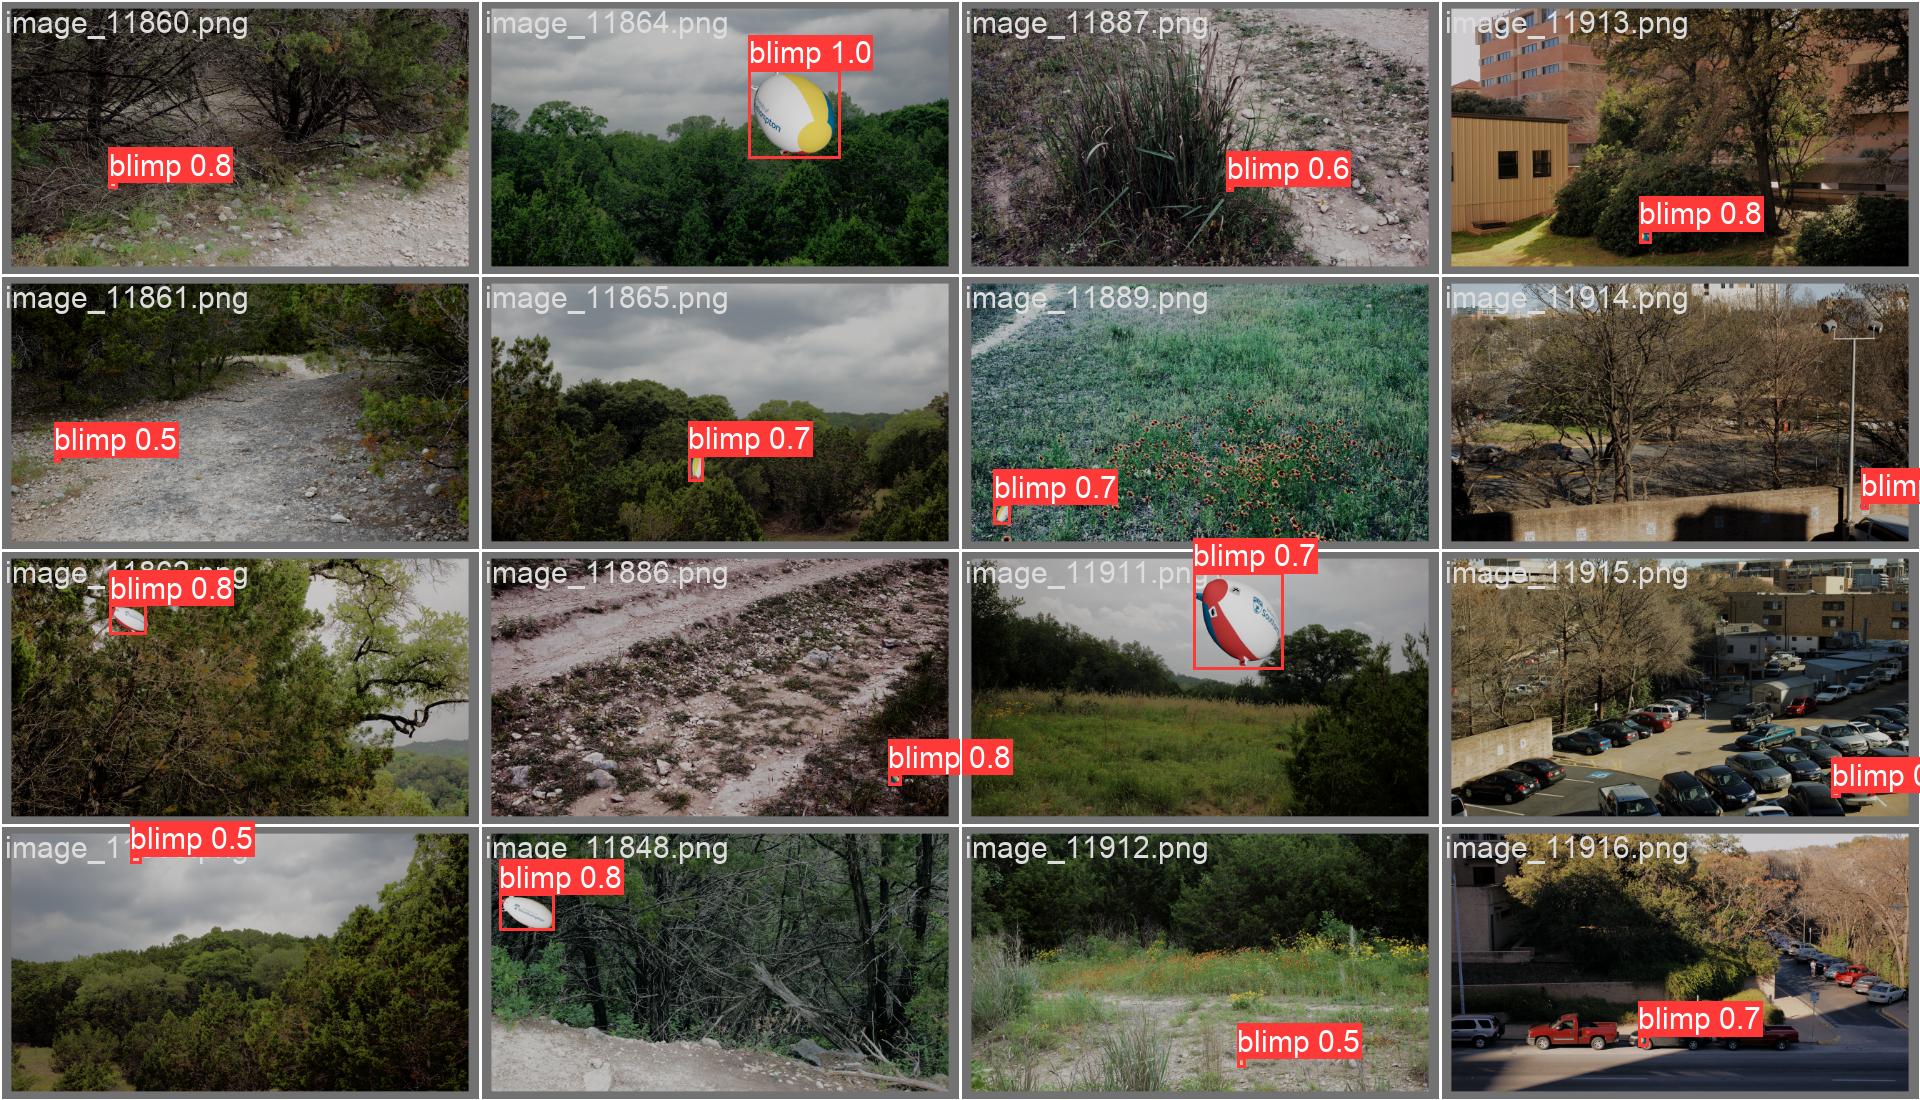 image_11860.png
blimp 0.8
image_11864.png
blimp 1.0
image_11887.png
blimp 0.6
image_11913.png
blimp 0.8
image_11861.png
blimp 0.5
image_11865.png
blimp 0.7
image_11889.png
blimp 0.7
image_11914.png
blim
blimp 0.8
image_11886.png
blimp 0.8
image_11911.png
blimp 0.7
image_11915.png
blimp 0
blimp 0.5
image_11848.png
blimp 0.8
image_11912.png
blimp 0.5
image_11916.png
blimp 0.7